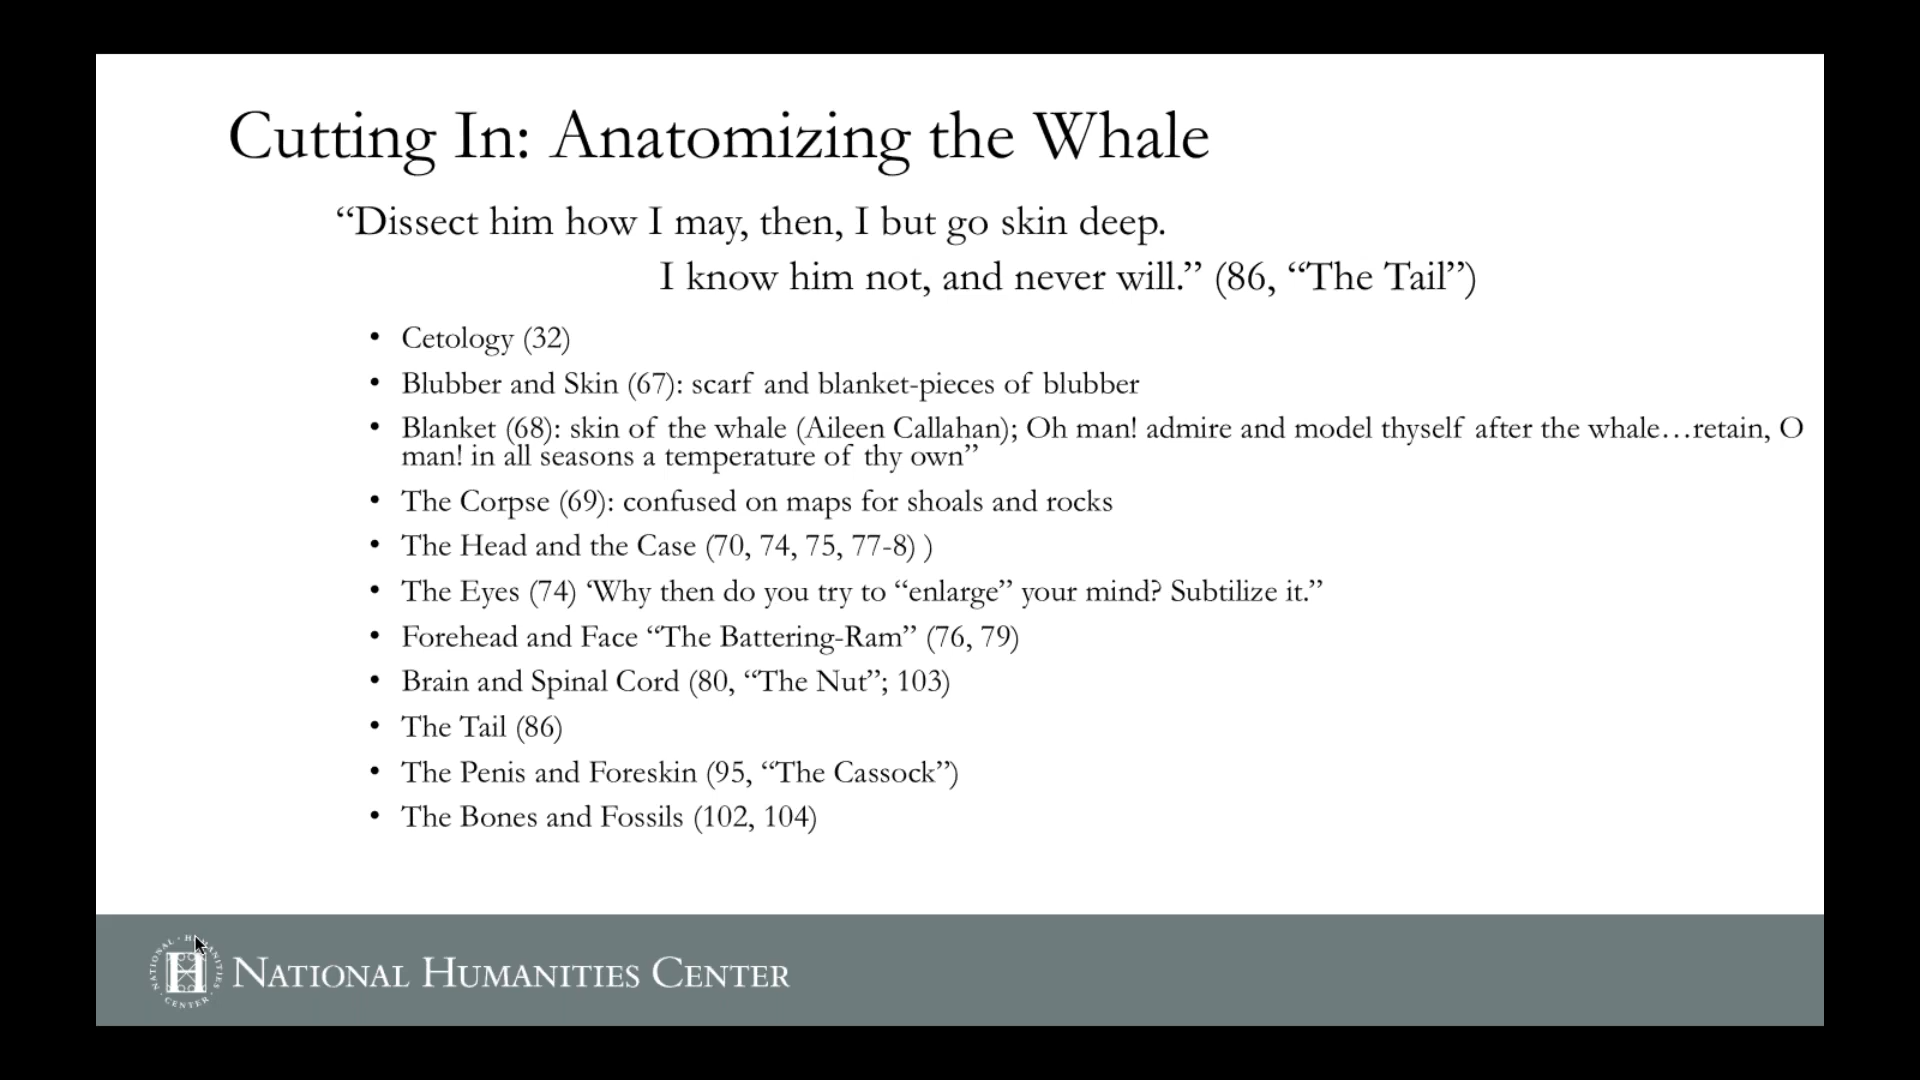 Cutting In: Anatomizing the Whale
“Dissect him how I may, then, I but go skin deep.
I know him not, and never will.” (86, “The Tail”)
• Cetology (32)
• Blubber and Skin (67): scarf and blanket-pieces of blubber
• Blanket (68): skin of the whale (Aileen Callahan); Oh man! admire and model thyself after the whale…retain, O
man! in all seasons a temperature of thy own”
• The Corpse (69): confused on maps for shoals and rocks
• The Head and the Case (70, 74, 75, 77-8) )
• The Eyes (74) ‘Why then do you try to “enlarge” your mind? Subtilize it.”
• Forehead and Face “The Battering-Ram” (76, 79)
• Brain and Spinal Cord (80, “The Nut”; 103)
• The Tail (86)
• The Penis and Foreskin (95, “The Cassock”)
• The Bones and Fossils (102, 104)
NATIONAL · HUMANITIES · CENTER ·
H
NATIONAL HUMANITIES CENTER